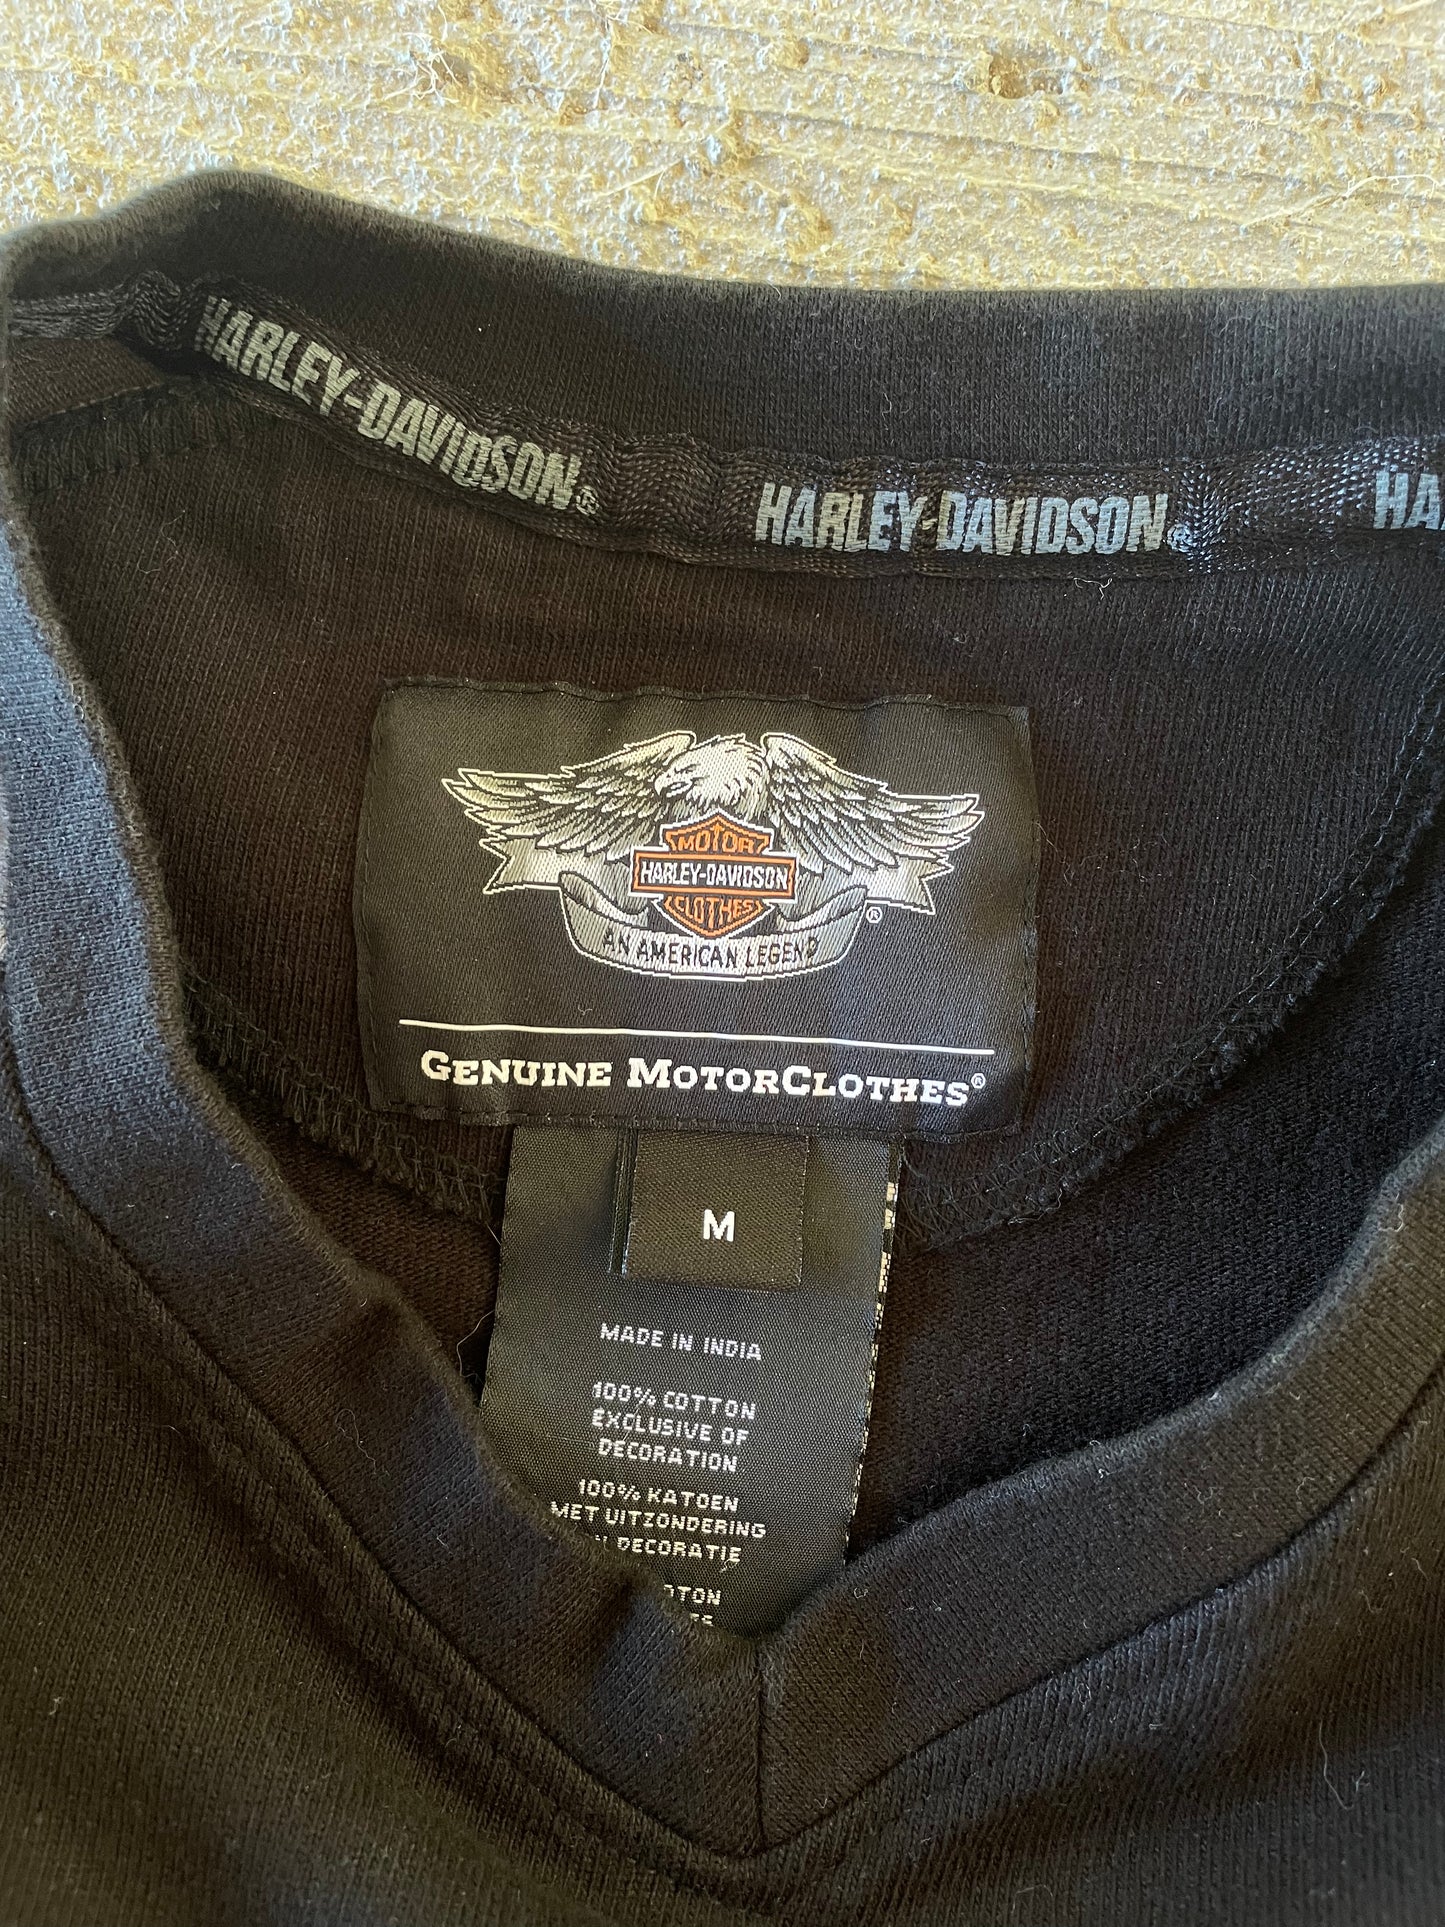 HARLEY-DAVIDSON®
HARLEY-DAVIDSON®
HA
MOTOR
HARLEY-DAVIDSON
CLOTHES
®
AN AMERICAN LEGEND
GENUINE MOTORCLOTHES®
M
MADE IN INDIA
100% COTTON
EXCLUSIVE OF
DECORATION
100% KATOEN
MET UITZONDERING
DECORATIE